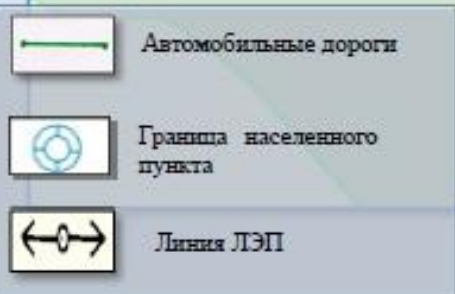 Автомобильные дороги
Граница населенного
пункта
Линия ЛЭП